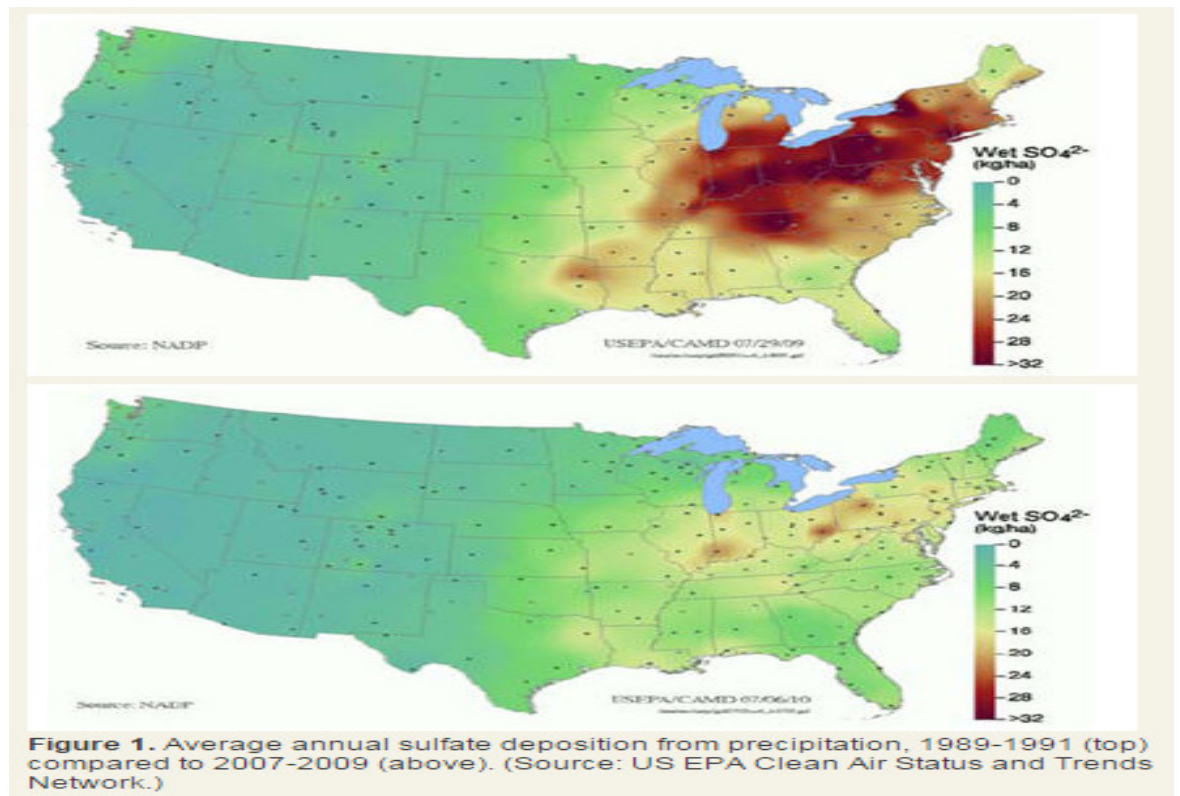 Wet SO₄²⁻
(kg/ha)
0
4
8
12
16
20
24
28
>32
Source: NADP
USEPA/CAMD 07/29/09
Wet SO₄²⁻
(kg/ha)
0
4
8
12
16
20
24
28
>32
Source: NADP
USEPA/CAMD 07/06/10
Figure 1. Average annual sulfate deposition from precipitation, 1989-1991 (top)
compared to 2007-2009 (above). (Source: US EPA Clean Air Status and Trends
Network.)